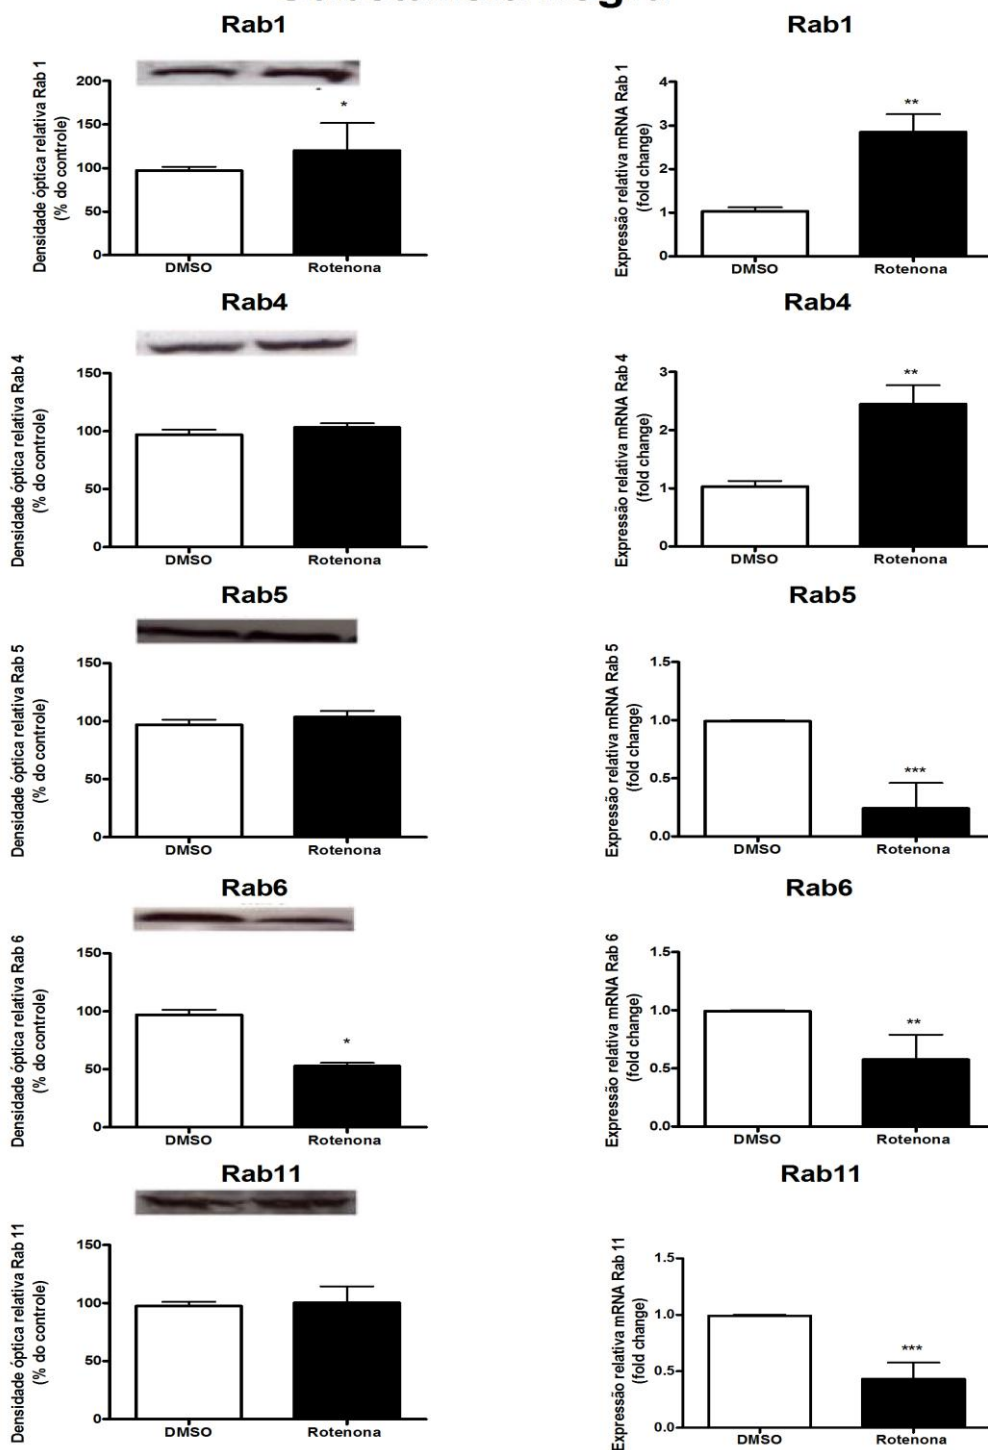 Rab1
Densidade óptica relativa Rab 1
(% do controle)
200
150
100
50
0
*
DMSO
Rotenona
Rab1
Expressão relativa mRNA Rab 1
(fold change)
4
3
2
1
0
**
DMSO
Rotenona
Rab4
Densidade óptica relativa Rab 4
(% do controle)
150
100
50
0
DMSO
Rotenona
Rab4
Expressão relativa mRNA Rab 4
(fold change)
3
2
1
0
**
DMSO
Rotenona
Rab5
Densidade óptica relativa Rab 5
(% do controle)
150
100
50
0
DMSO
Rotenona
Rab5
Expressão relativa mRNA Rab 5
(fold change)
1.5
1.0
0.5
0.0
***
DMSO
Rotenona
Rab6
Densidade óptica relativa Rab 6
(% do controle)
150
100
50
0
*
DMSO
Rotenona
Rab6
Expressão relativa mRNA Rab 6
(fold change)
1.5
1.0
0.5
0.0
**
DMSO
Rotenona
Rab11
Densidade óptica relativa Rab 11
(% do controle)
150
100
50
0
DMSO
Rotenona
Rab11
Expressão relativa mRNA Rab 11
(fold change)
1.5
1.0
0.5
0.0
***
DMSO
Rotenona